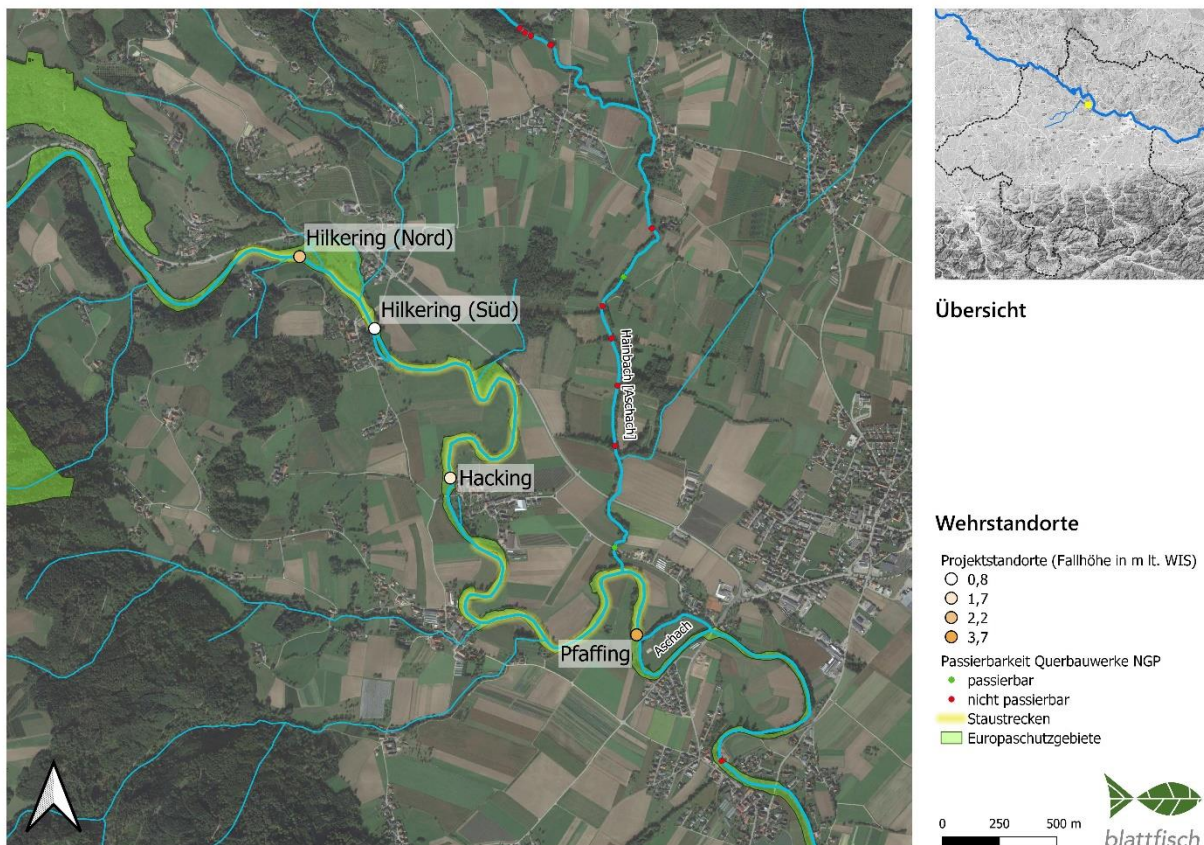 Hilkering (Nord)
Hilkering (Süd)
Hainbach [Aschach]
Hacking
Pfaffing
Aschach
Übersicht
Wehrstandorte
Projektstandorte (Fallhöhe in m lt. WIS)
0,8
1,7
2,2
3,7
Passierbarkeit Querbauwerke NGP
passierbar
nicht passierbar
Staustrecken
Europaschutzgebiete
0 250 500 m
blattfisch